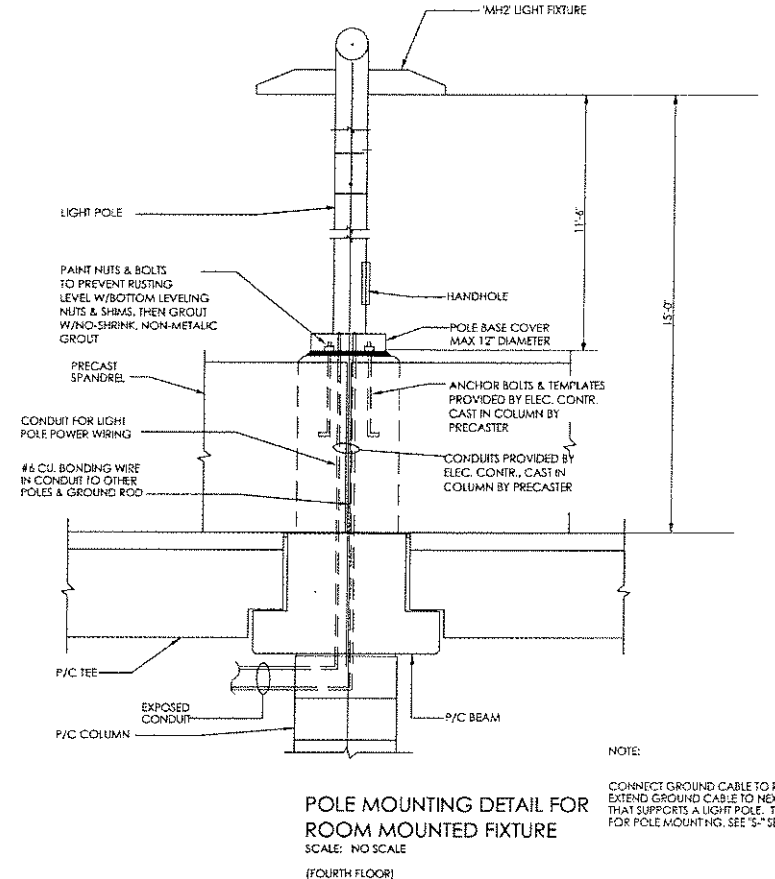 'MH2' LIGHT FIXTURE
LIGHT POLE
11'-6"
15'-0"
PAINT NUTS & BOLTS
TO PREVENT RUSTING
LEVEL W/BOTTOM LEVELING
NUTS & SHIMS, THEN GROUT
W/NO-SHRINK, NON-METALIC
GROUT
HANDHOLE
POLE BASE COVER
MAX 12" DIAMETER
PRECAST
SPANDREL
ANCHOR BOLTS & TEMPLATES
PROVIDED BY ELEC. CONTR.
CAST IN COLUMN BY
PRECASTER
CONDUIT FOR LIGHT
POLE POWER WIRING
CONDUITS PROVIDED BY
ELEC. CONTR., CAST IN
COLUMN BY PRECASTER
#6 CU. BONDING WIRE
IN CONDUIT TO OTHER
POLES & GROUND ROD
P/C TEE
EXPOSED
CONDUIT
P/C COLUMN
P/C BEAM
NOTE:
CONNECT GROUND CABLE TO
EXTEND GROUND CABLE TO
THAT SUPPORTS A LIGHT POLE.
FOR POLE MOUNTING, SEE "S-"
POLE MOUNTING DETAIL FOR
ROOM MOUNTED FIXTURE
SCALE: NO SCALE
(FOURTH FLOOR)